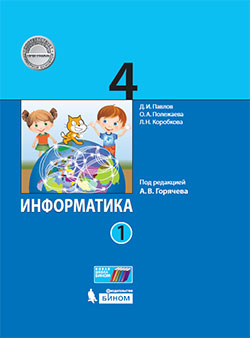 4
Д.И. Павлов
О.А. Полежаева
Л.Н. Коробкова
Под редакцией
А.В. Горячева
ИНФОРМАТИКА
1
БИНОМ